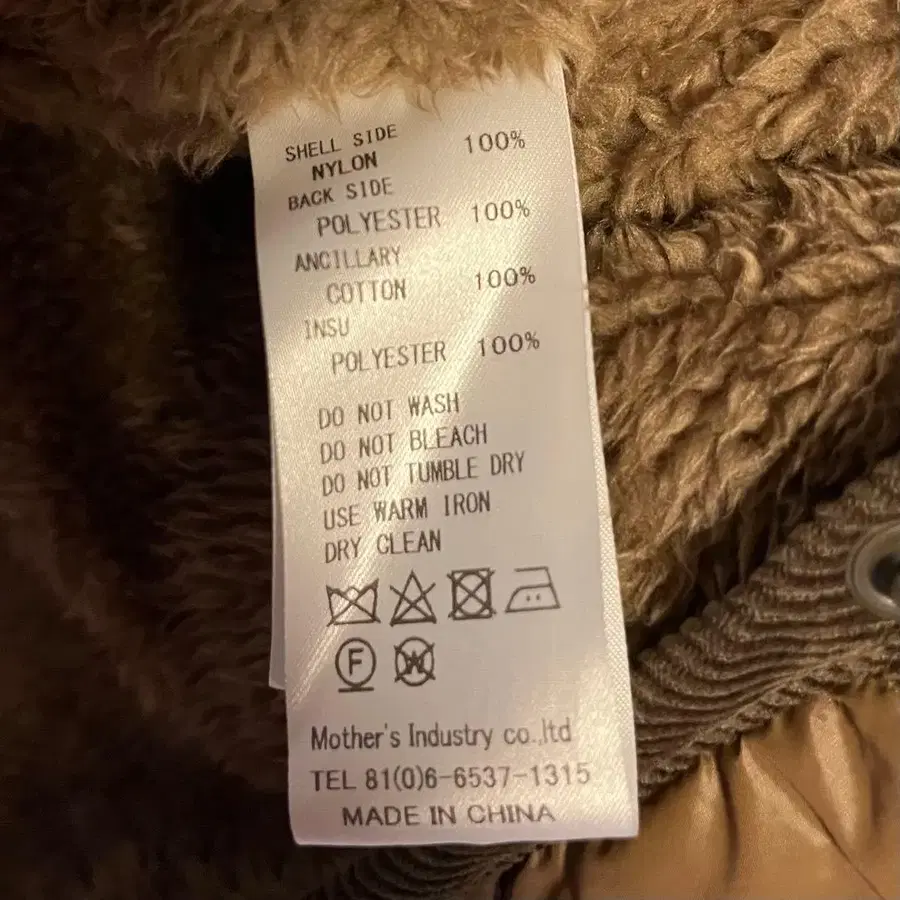 SHELL SIDE
NYLON 100%
BACK SIDE
POLYESTER 100%
ANCILLARY
COTTON 100%
INSU
POLYESTER 100%
DO NOT WASH
DO NOT BLEACH
DO NOT TUMBLE DRY
USE WARM IRON
DRY CLEAN
F W
Mother's Industry co.,ltd
TEL 81(0)6-6537-1315
MADE IN CHINA